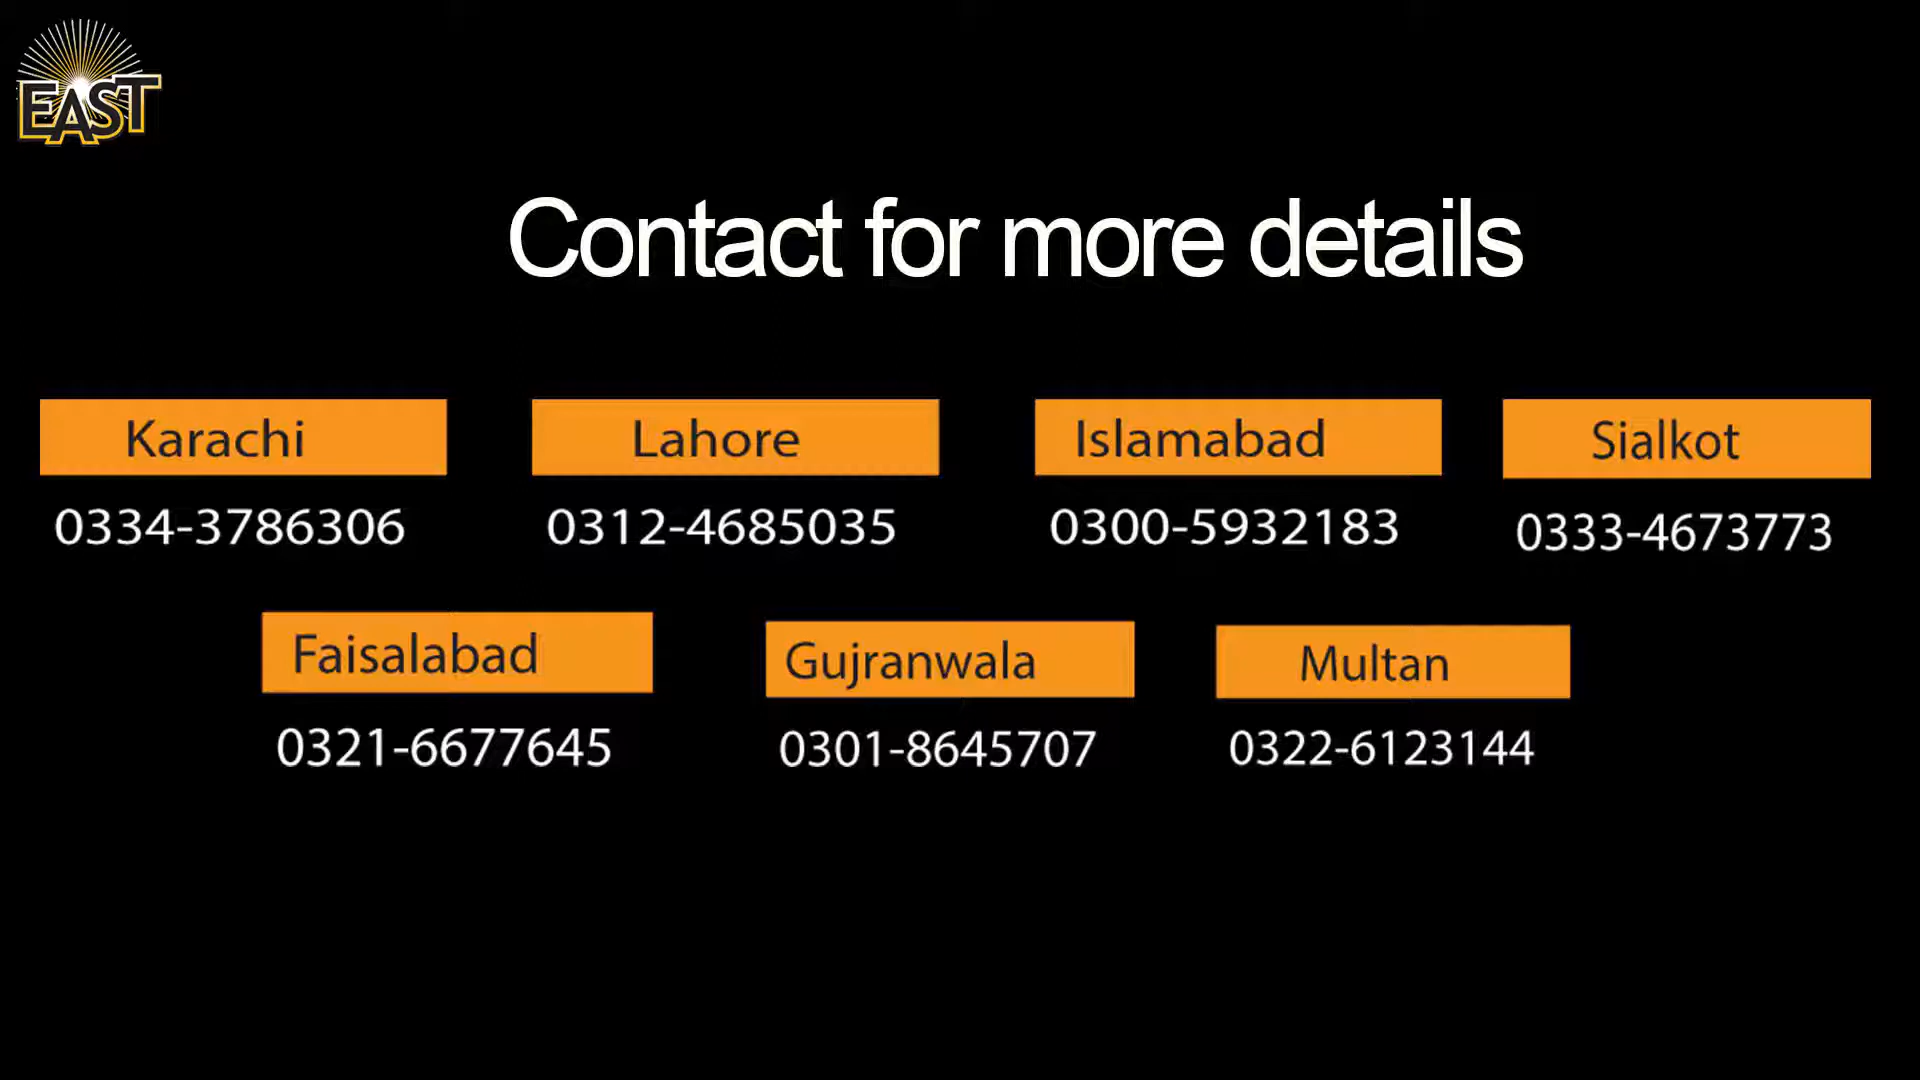 EAST
Contact for more details
Karachi Lahore Islamabad Sialkot
0334-3786306 0312-4685035 0300-5932183 0333-4673773
Faisalabad Gujranwala Multan
0321-6677645 0301-8645707 0322-6123144